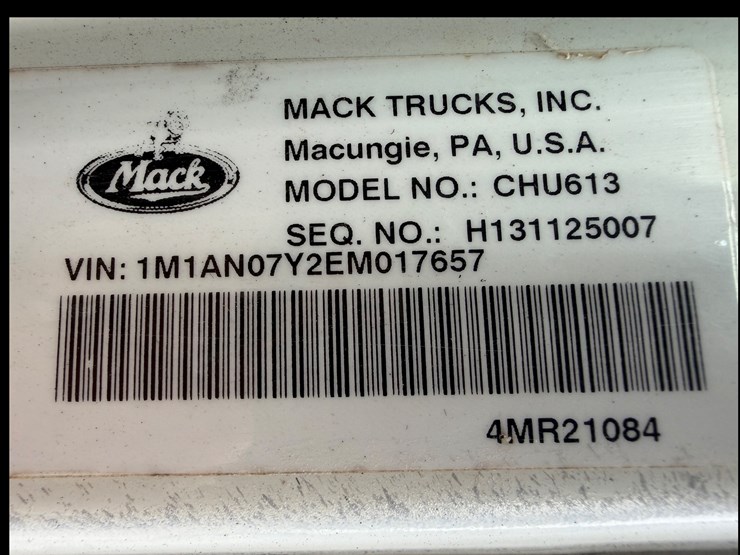 MACK TRUCKS, INC.
Macungie, PA, U.S.A.
Mack
MODEL NO.: CHU613
SEQ. NO.: H131125007
VIN: 1M1AN07Y2EM017657
4MR21084